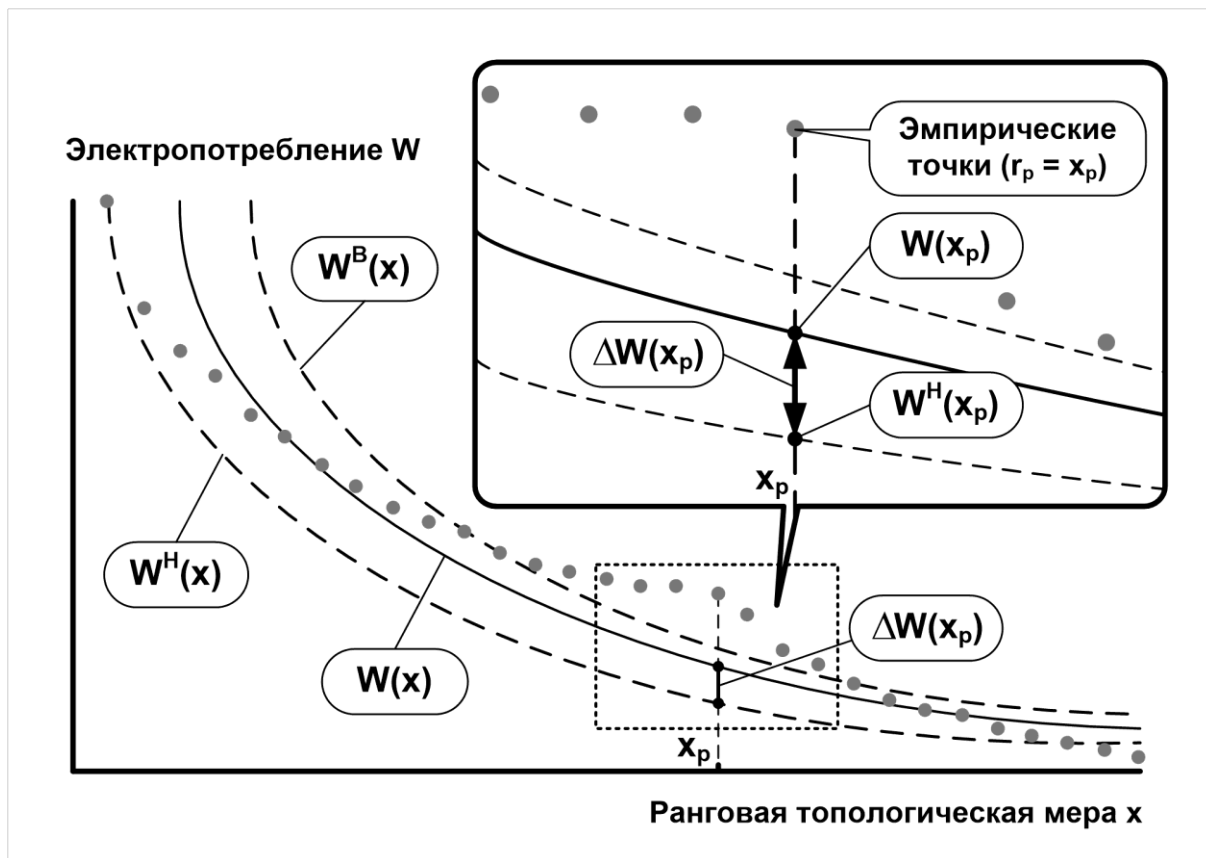 Электропотребление W
Эмпирические
точки (rₚ = xₚ)
W(xₚ)
Wᴮ(x)
ΔW(xₚ)
Wᴴ(xₚ)
xₚ
Wᴴ(x)
W(x)
ΔW(xₚ)
xₚ
Ранговая топологическая мера x